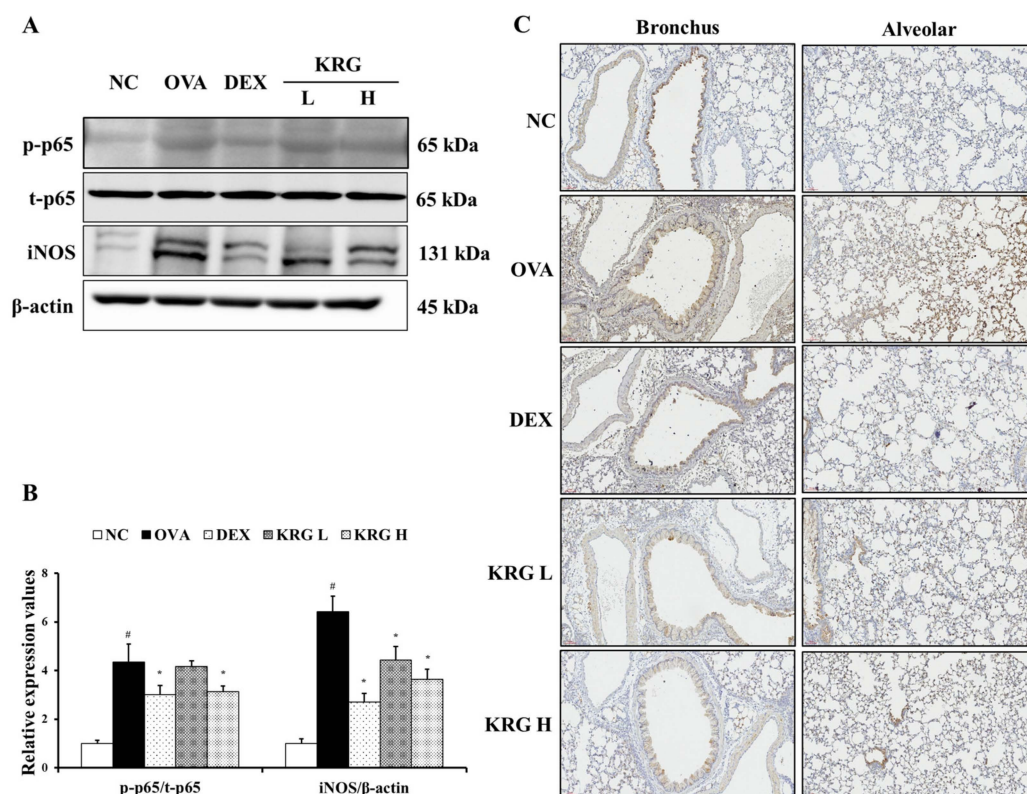 A
KRG
NC OVA DEX L H
p-p65 65 kDa
t-p65 65 kDa
iNOS 131 kDa
β-actin 45 kDa
B
NC OVA DEX KRG L KRG H
Relative expression values
8
6
4
2
0
# * * # * * *
p-p65/t-p65 iNOS/β-actin
C
Bronchus Alveolar
NC
OVA
DEX
KRG L
KRG H